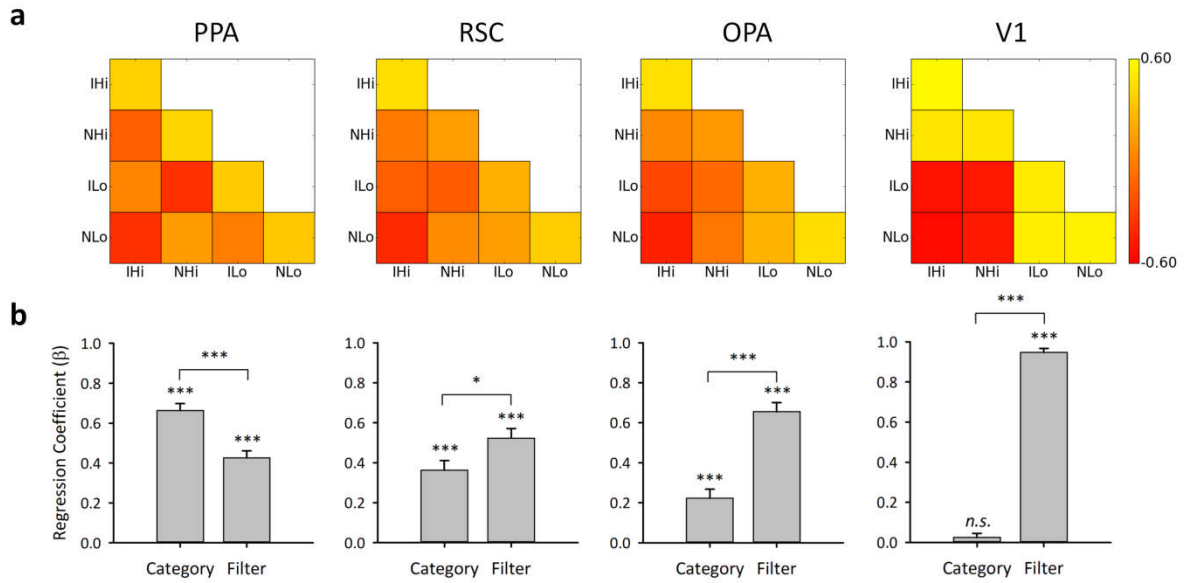 a
PPA RSC OPA V1
IHi
NHi
ILo
NLo
IHi NHi ILo NLo
IHi
NHi
ILo
NLo
IHi NHi ILo NLo
IHi
NHi
ILo
NLo
IHi NHi ILo NLo
IHi
NHi
ILo
NLo
IHi NHi ILo NLo
0.60
-0.60
b
Regression Coefficient (β)
1.0
0.8
0.6
0.4
0.2
0.0
***
***
***
Category Filter
1.0
0.8
0.6
0.4
0.2
0.0
*
***
***
Category Filter
1.0
0.8
0.6
0.4
0.2
0.0
***
***
***
Category Filter
1.0
0.8
0.6
0.4
0.2
0.0
***
n.s.
***
Category Filter